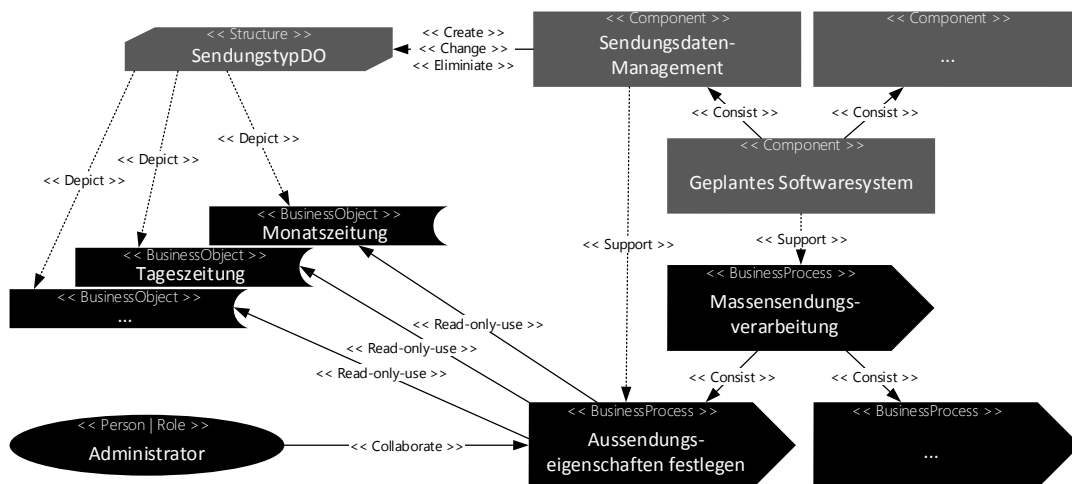 << Structure >>
SendungstypDO
<< Create >>
<< Change >>
<< Eliminiate >>
<< Component >>
Sendungsdaten-
Management
<< Component >>
...
<< Consist >>
<< Consist >>
<< Component >>
Geplantes Softwaresystem
<< Depict >>
<< Depict >>
<< Depict >>
<< BusinessObject >>
Monatszeitung
<< BusinessObject >>
Tageszeitung
<< BusinessObject >>
...
<< Support >>
<< Support >>
<< BusinessProcess >>
Massensendungs-
verarbeitung
<< Read-only-use >>
<< Read-only-use >>
<< Read-only-use >>
<< Consist >>
<< Consist >>
<< Person | Role >>
Administrator
<< Collaborate >>
<< BusinessProcess >>
Aussendungs-
eigenschaften festlegen
<< BusinessProcess >>
...